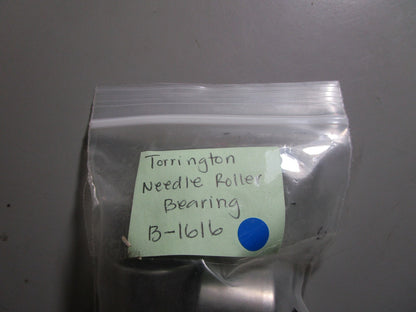 Torrington
Needle Roller
Bearing
B-1616